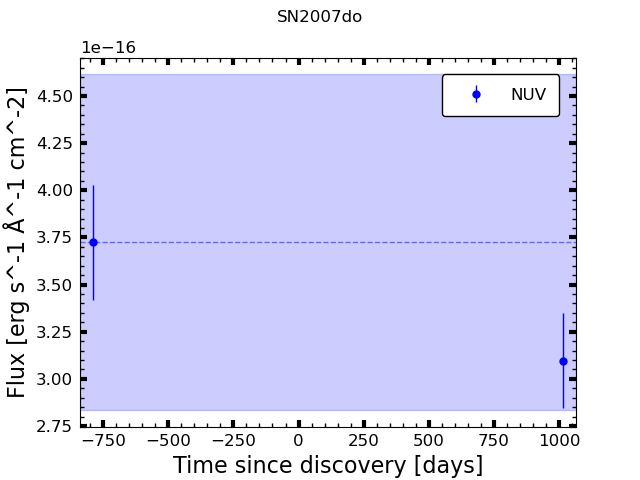 SN2007do
1e−16
NUV
4.50
4.25
4.00
3.75
3.50
3.25
3.00
2.75
−750 −500 −250 0 250 500 750 1000
Flux [erg s^-1 Å^-1 cm^-2]
Time since discovery [days]